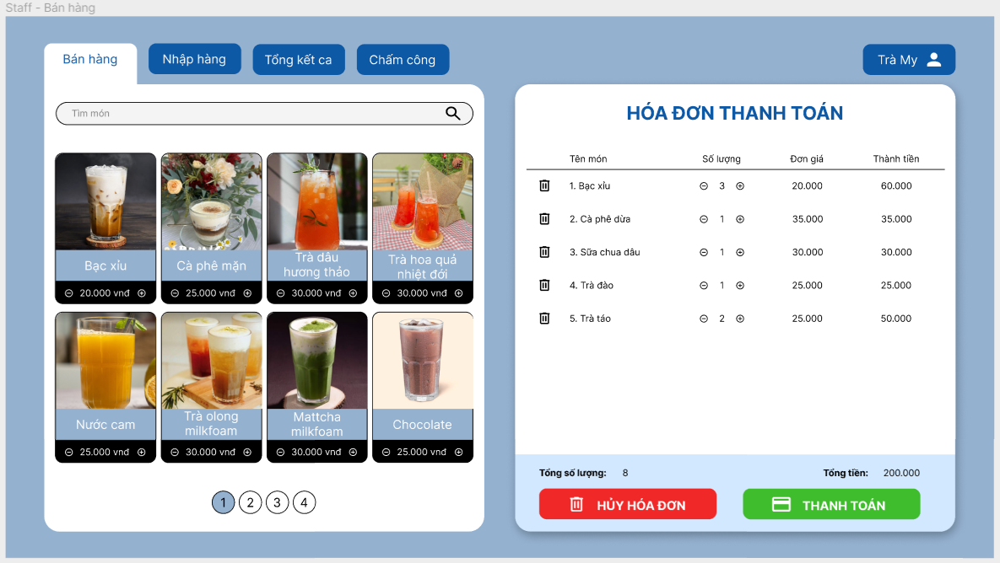 Staff - Bán hàng
Bán hàng
Nhập hàng
Tổng kết ca
Chấm công
Trà My
Tìm món
Bạc xỉu
20.000 vnđ
Cà phê mặn
25.000 vnđ
Trà dâu
hương thảo
30.000 vnđ
Trà hoa quả
nhiệt đới
30.000 vnđ
Nước cam
25.000 vnđ
Trà olong
milkfoam
30.000 vnđ
Mattcha
milkfoam
30.000 vnđ
Chocolate
25.000 vnđ
1 2 3 4
HÓA ĐƠN THANH TOÁN
Tên món Số lượng Đơn giá Thành tiền
1. Bạc xỉu 3 20.000 60.000
2. Cà phê dừa 1 35.000 35.000
3. Sữa chua dâu 1 30.000 30.000
4. Trà đào 1 25.000 25.000
5. Trà táo 2 25.000 50.000
Tổng số lượng: 8 Tổng tiền: 200.000
HỦY HÓA ĐƠN THANH TOÁN